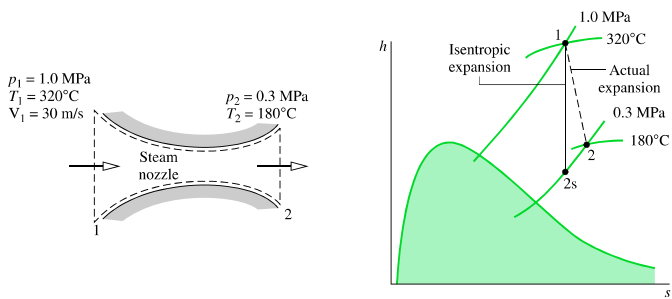 p₁ = 1.0 MPa
T₁ = 320°C
V₁ = 30 m/s
p₂ = 0.3 MPa
T₂ = 180°C
Steam
nozzle
1
2
h
1
1.0 MPa
320°C
Isentropic
expansion
Actual
expansion
0.3 MPa
180°C
2
2s
s